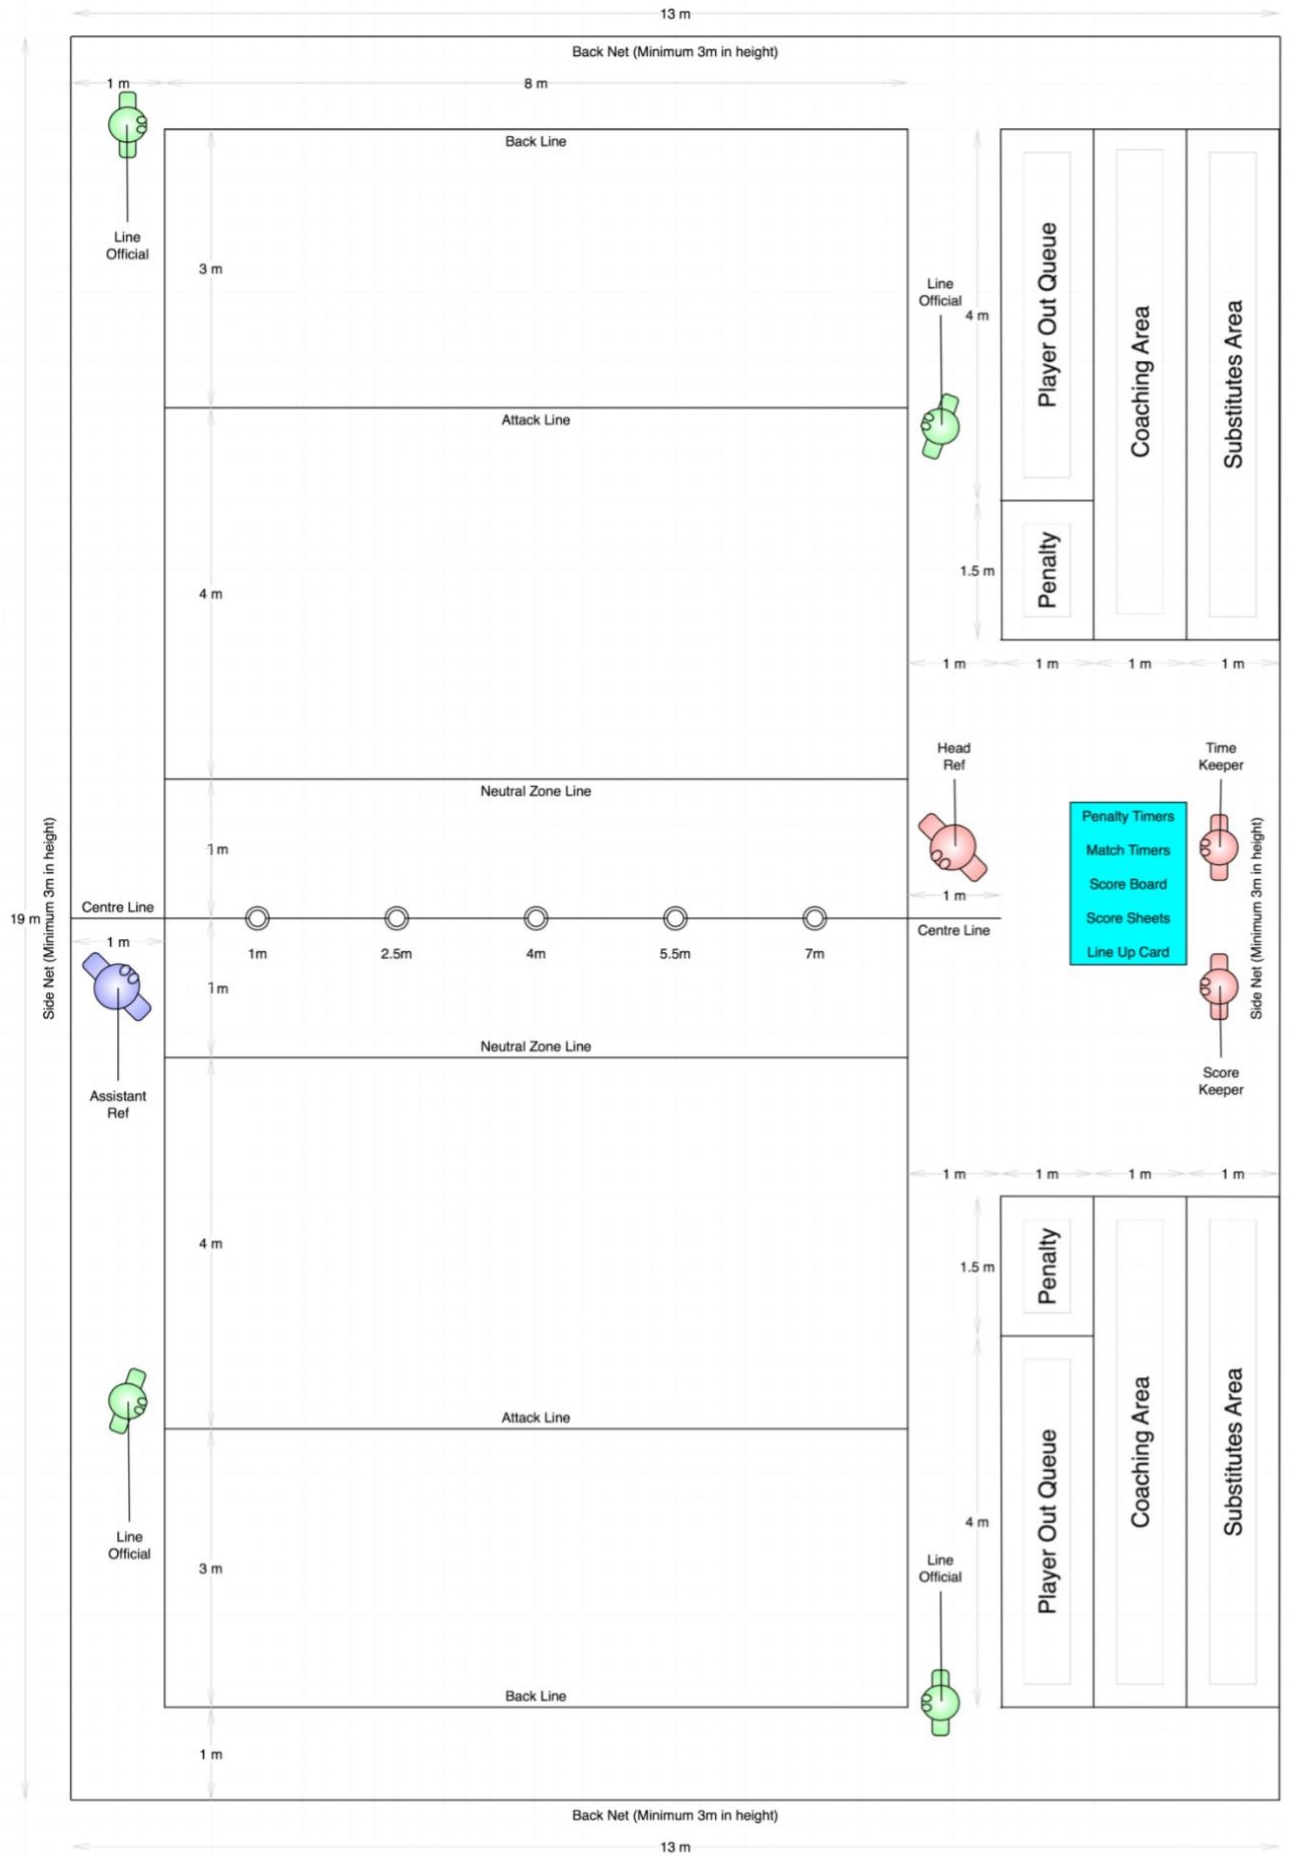 13 m
Back Net (Minimum 3m in height)
1 m
8 m
Back Line
Line
Official
3 m
Line
Official
4 m
Player Out Queue
Coaching Area
Substitutes Area
Attack Line
4 m
1.5 m
Penalty
1 m
1 m
1 m
1 m
Neutral Zone Line
Head
Ref
Time
Keeper
Penalty Timers
Match Timers
Score Board
Score Sheets
Line Up Card
1m
1 m
19 m
Side Net (Minimum 3m in height)
Side Net (Minimum 3m in height)
Centre Line
Centre Line
1 m
1m
2.5m
4m
5.5m
7m
1m
Neutral Zone Line
Assistant
Ref
Score
Keeper
1 m
1 m
1 m
1 m
4 m
1.5 m
Penalty
Coaching Area
Substitutes Area
Attack Line
Player Out Queue
4 m
Line
Official
3 m
Line
Official
Back Line
1 m
Back Net (Minimum 3m in height)
13 m